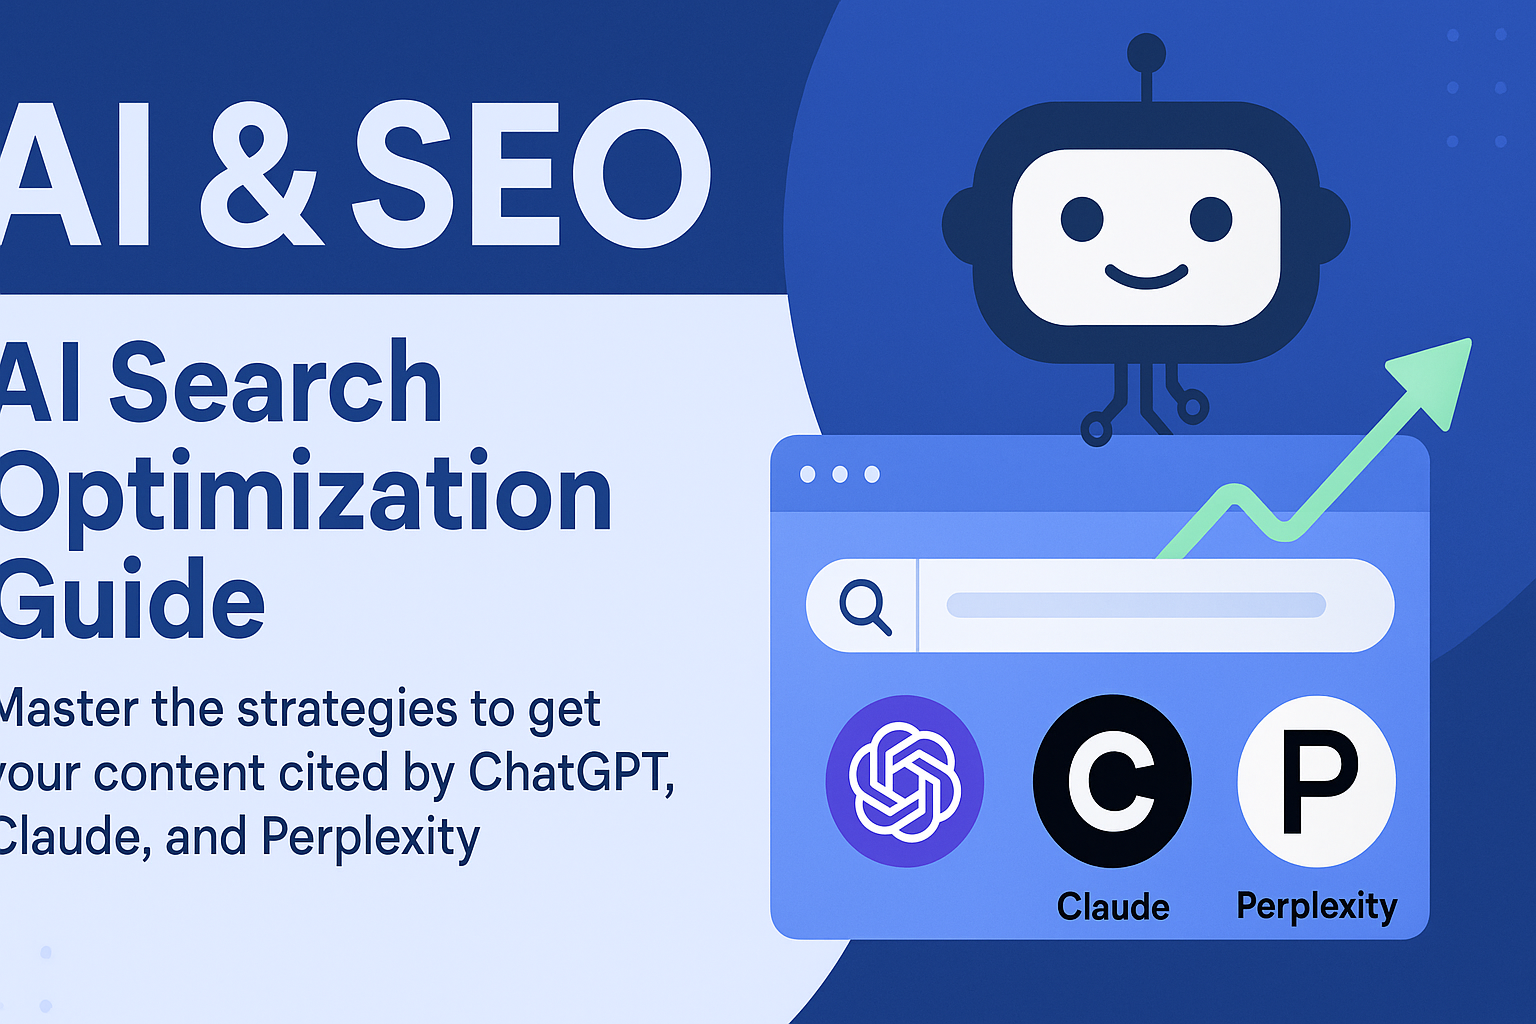 AI & SEO
AI Search
Optimization
Guide
Master the strategies to get
your content cited by ChatGPT,
Claude, and Perplexity
C
P
Claude
Perplexity